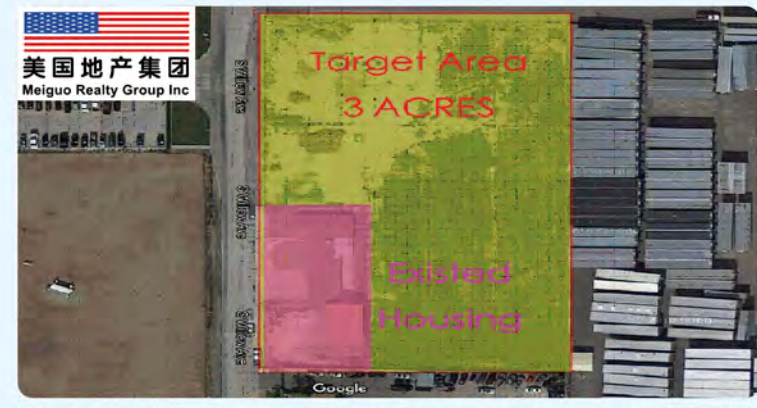 美国地产集团
Meiguo Realty Group Inc
Target Area
3 ACRES
Existed
Housing
Google